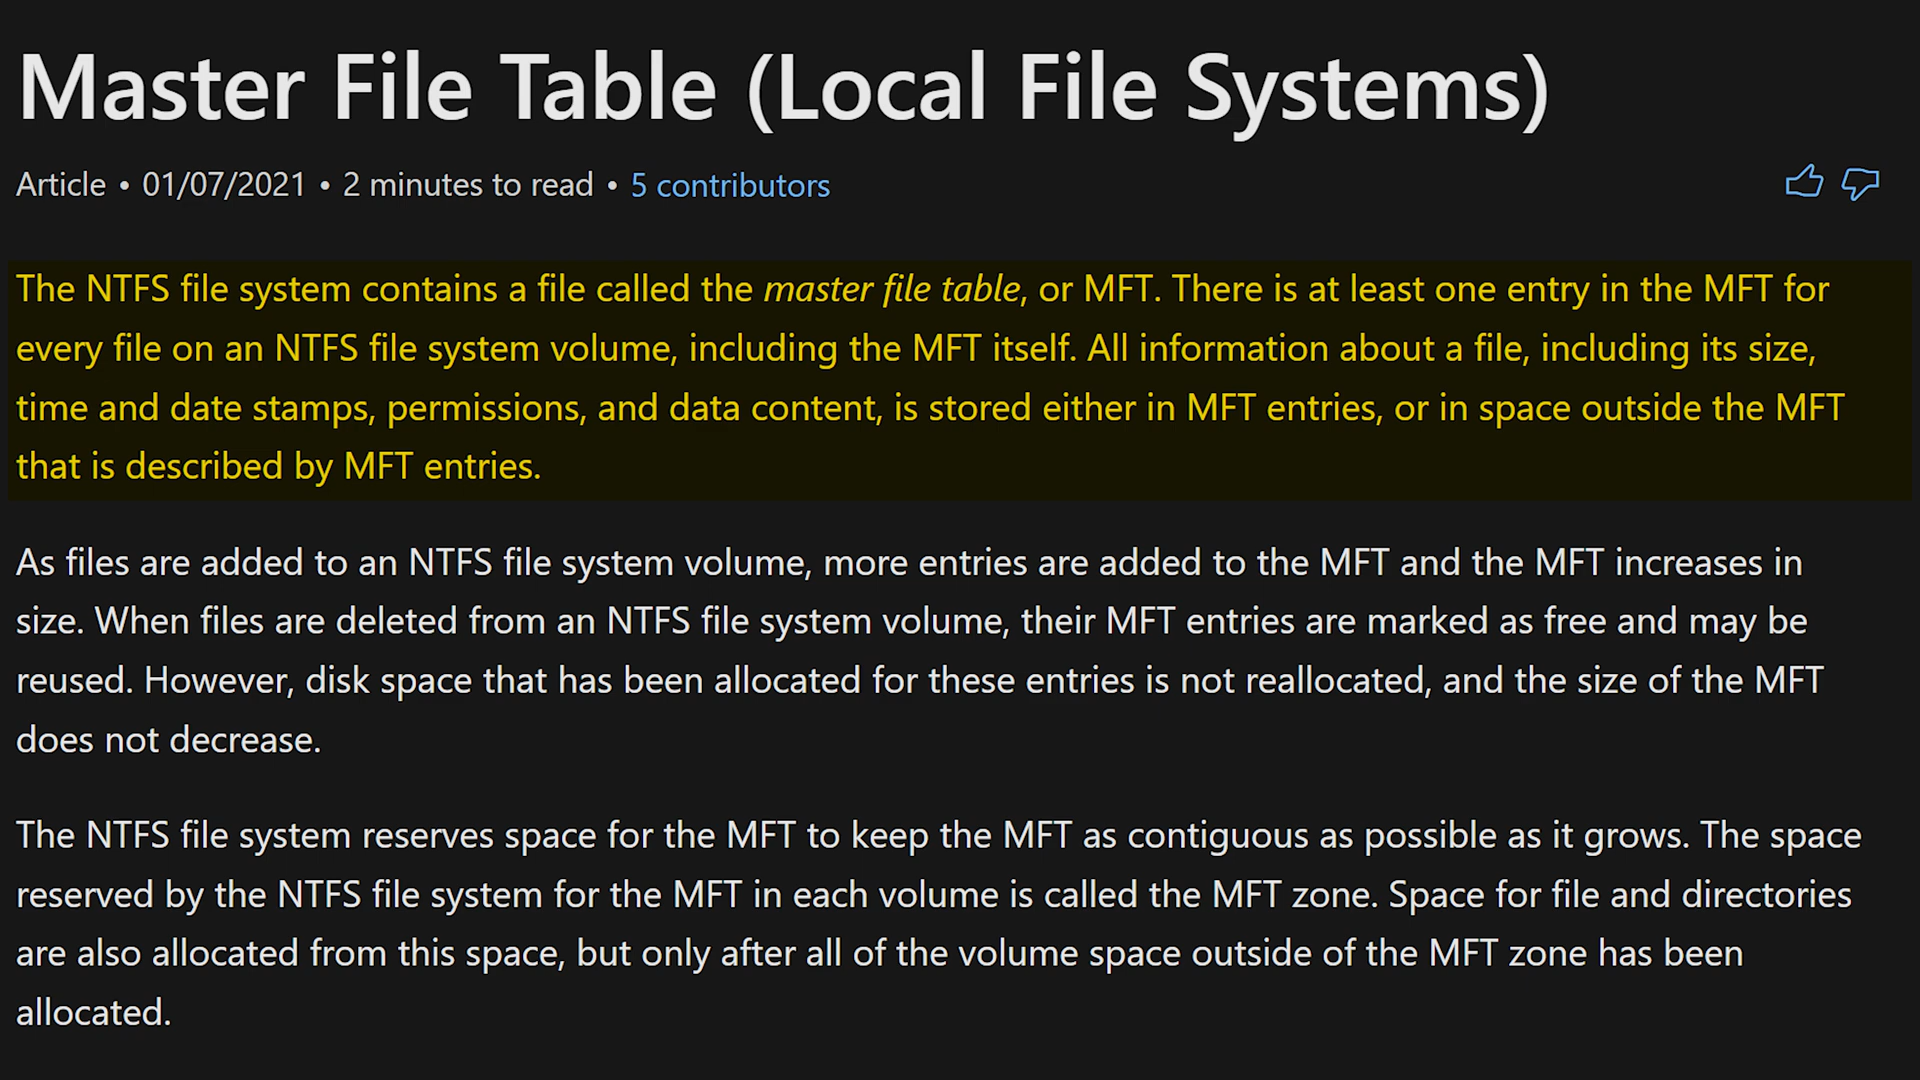 Master File Table (Local File Systems)
Article • 01/07/2021 • 2 minutes to read • 5 contributors
The NTFS file system contains a file called the master file table, or MFT. There is at least one entry in the MFT for
every file on an NTFS file system volume, including the MFT itself. All information about a file, including its size,
time and date stamps, permissions, and data content, is stored either in MFT entries, or in space outside the MFT
that is described by MFT entries.
As files are added to an NTFS file system volume, more entries are added to the MFT and the MFT increases in
size. When files are deleted from an NTFS file system volume, their MFT entries are marked as free and may be
reused. However, disk space that has been allocated for these entries is not reallocated, and the size of the MFT
does not decrease.
The NTFS file system reserves space for the MFT to keep the MFT as contiguous as possible as it grows. The space
reserved by the NTFS file system for the MFT in each volume is called the MFT zone. Space for file and directories
are also allocated from this space, but only after all of the volume space outside of the MFT zone has been
allocated.